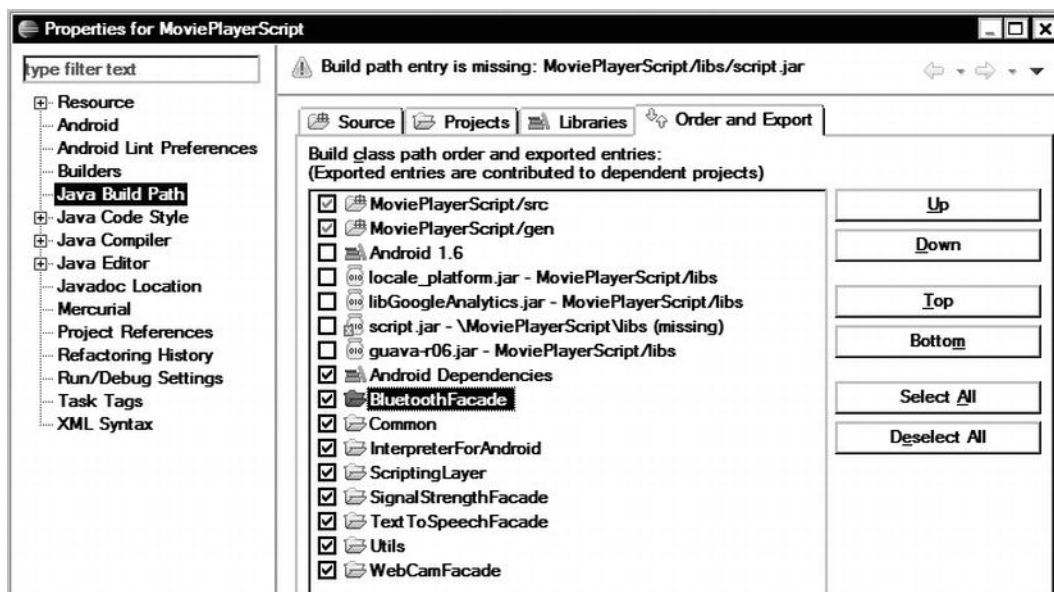 Properties for MoviePlayerScript
type filter text
Resource
Android
Android Lint Preferences
Builders
Java Build Path
Java Code Style
Java Compiler
Java Editor
Javadoc Location
Mercurial
Project References
Refactoring History
Run/Debug Settings
Task Tags
XML Syntax
Build path entry is missing: MoviePlayerScript/libs/script.jar
Source Projects Libraries Order and Export
Build class path order and exported entries:
(Exported entries are contributed to dependent projects)
MoviePlayerScript/src
MoviePlayerScript/gen
Android 1.6
locale_platform.jar - MoviePlayerScript/libs
libGoogleAnalytics.jar - MoviePlayerScript/libs
script.jar - \MoviePlayerScript\libs (missing)
guava-r06.jar - MoviePlayerScript/libs
Android Dependencies
BluetoothFacade
Common
InterpreterForAndroid
ScriptingLayer
SignalStrengthFacade
TextToSpeechFacade
Utils
WebCamFacade
Up
Down
Top
Bottom
Select All
Deselect All